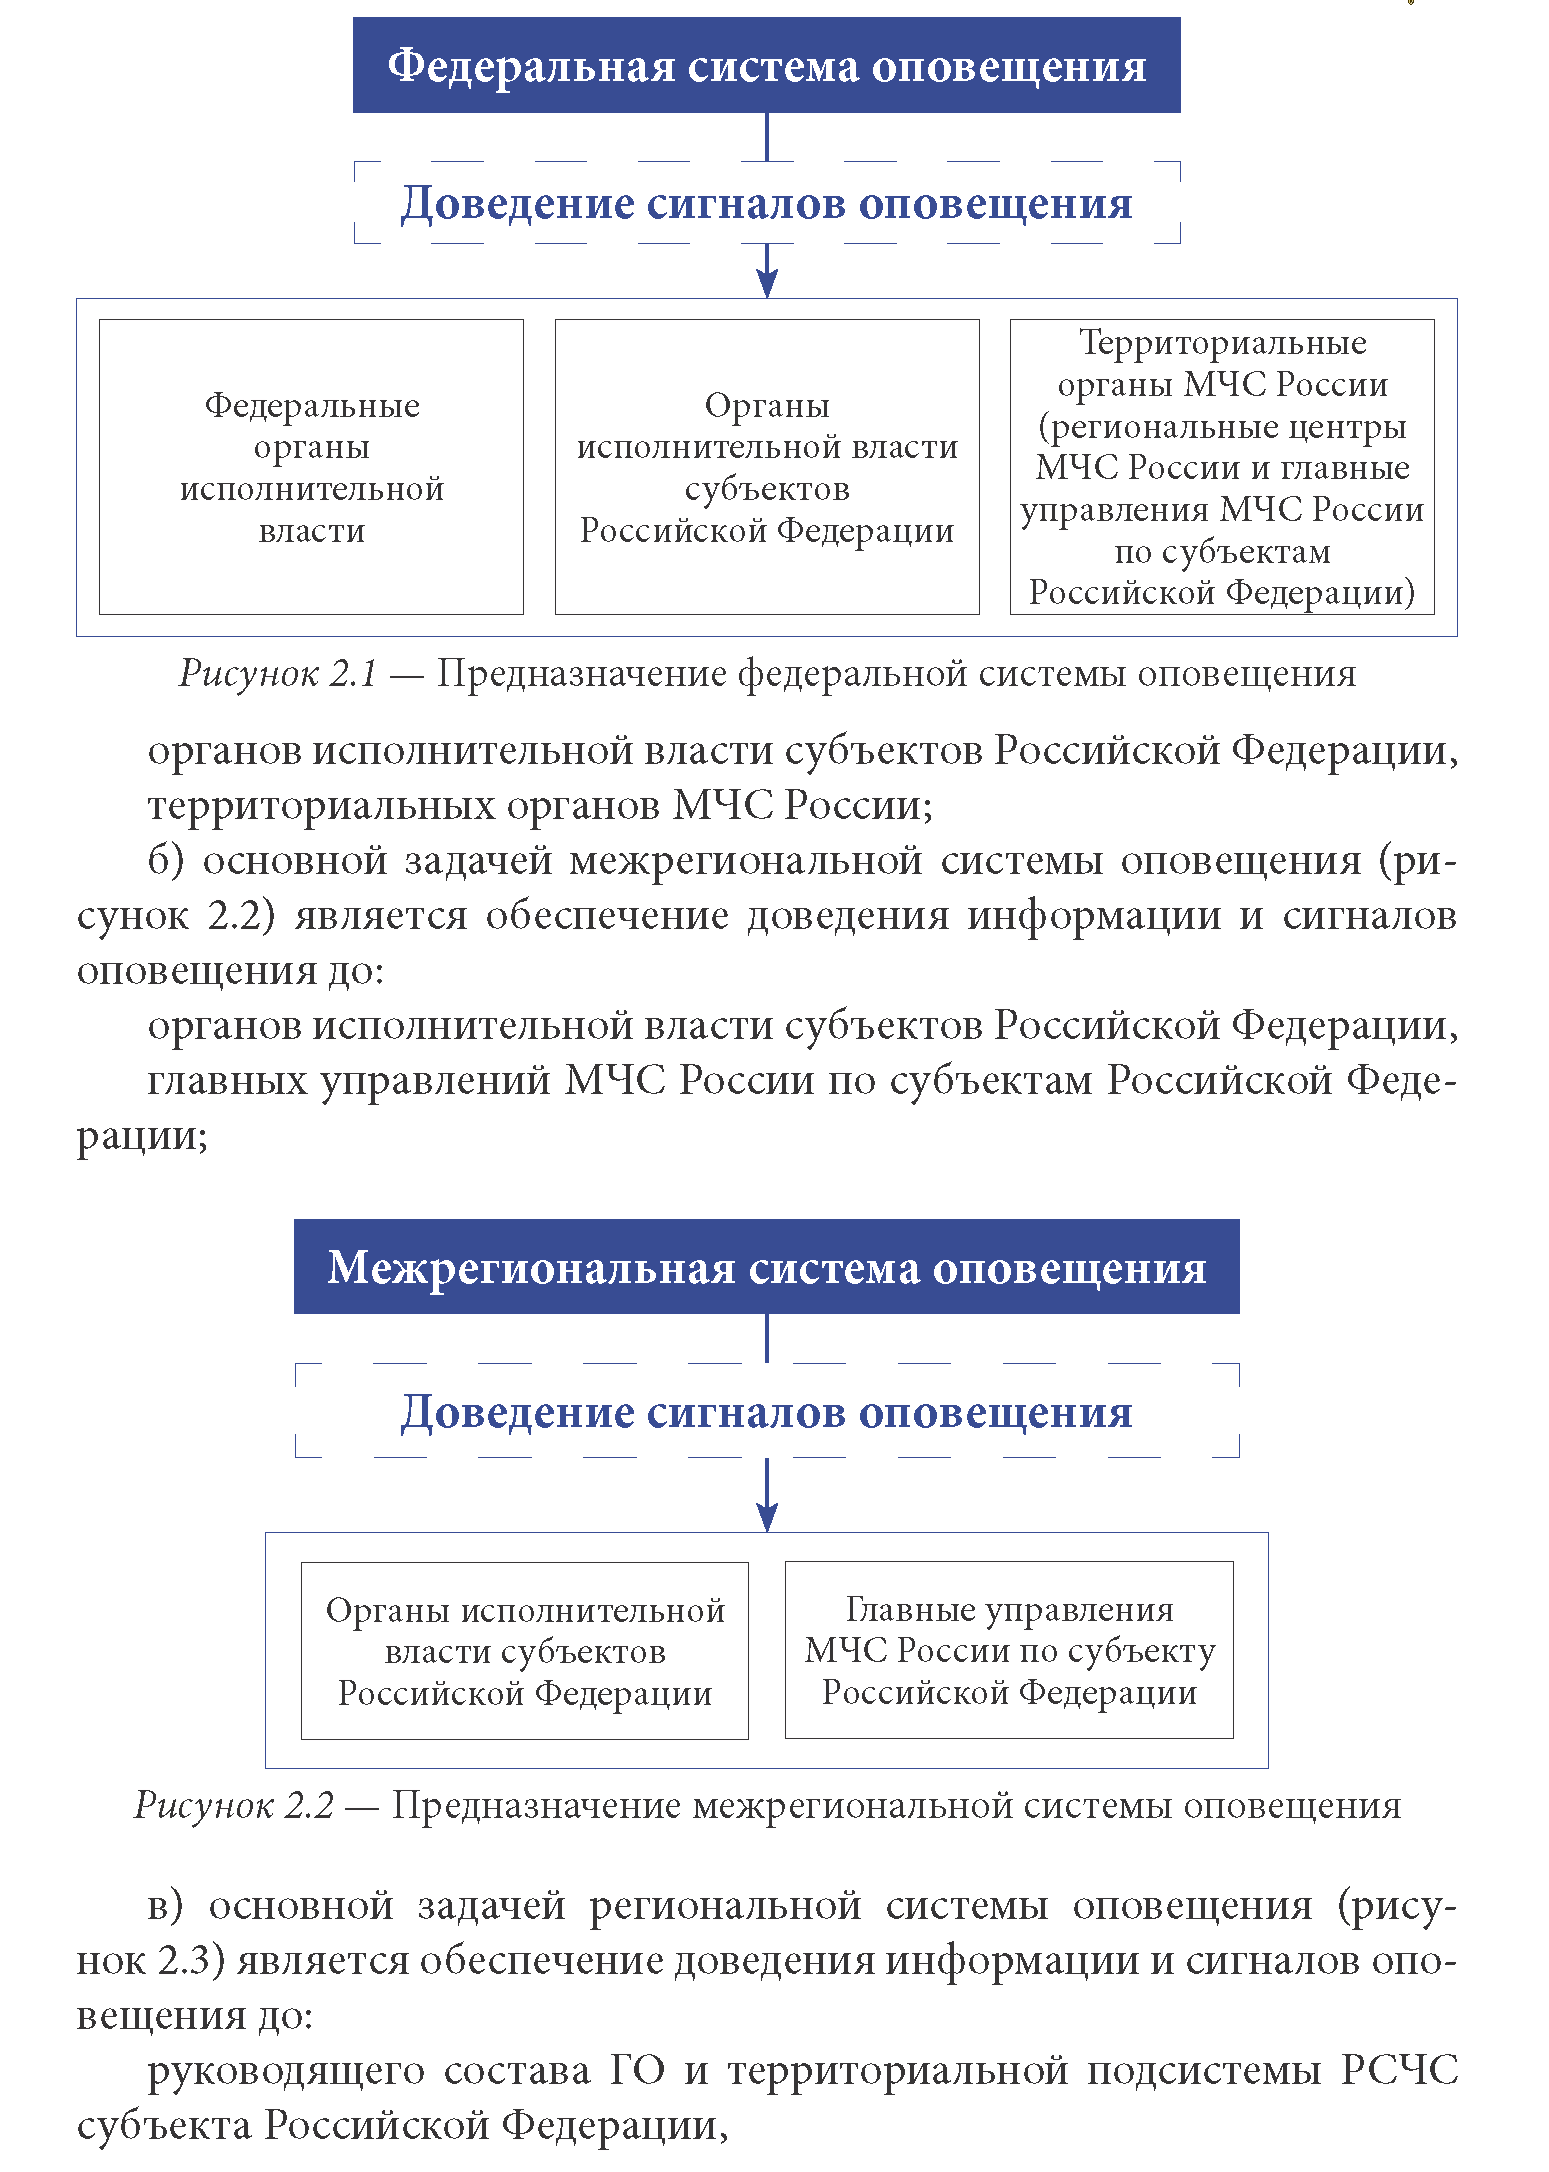 Федеральная система оповещения
Доведение сигналов оповещения
Федеральные
органы
исполнительной
власти
Органы
исполнительной власти
субъектов
Российской Федерации
Территориальные
органы МЧС России
(региональные центры
МЧС России и главные
управления МЧС России
по субъектам
Российской Федерации)
Рисунок 2.1 — Предназначение федеральной системы оповещения
органов исполнительной власти субъектов Российской Федерации,
территориальных органов МЧС России;
б) основной задачей межрегиональной системы оповещения (ри-
сунок 2.2) является обеспечение доведения информации и сигналов
оповещения до:
органов исполнительной власти субъектов Российской Федерации,
главных управлений МЧС России по субъектам Российской Феде-
рации;
Межрегиональная система оповещения
Доведение сигналов оповещения
Органы исполнительной
власти субъектов
Российской Федерации
Главные управления
МЧС России по субъекту
Российской Федерации
Рисунок 2.2 — Предназначение межрегиональной системы оповещения
в) основной задачей региональной системы оповещения (рису-
нок 2.3) является обеспечение доведения информации и сигналов опо-
вещения до:
руководящего состава ГО и территориальной подсистемы РСЧС
субъекта Российской Федерации,